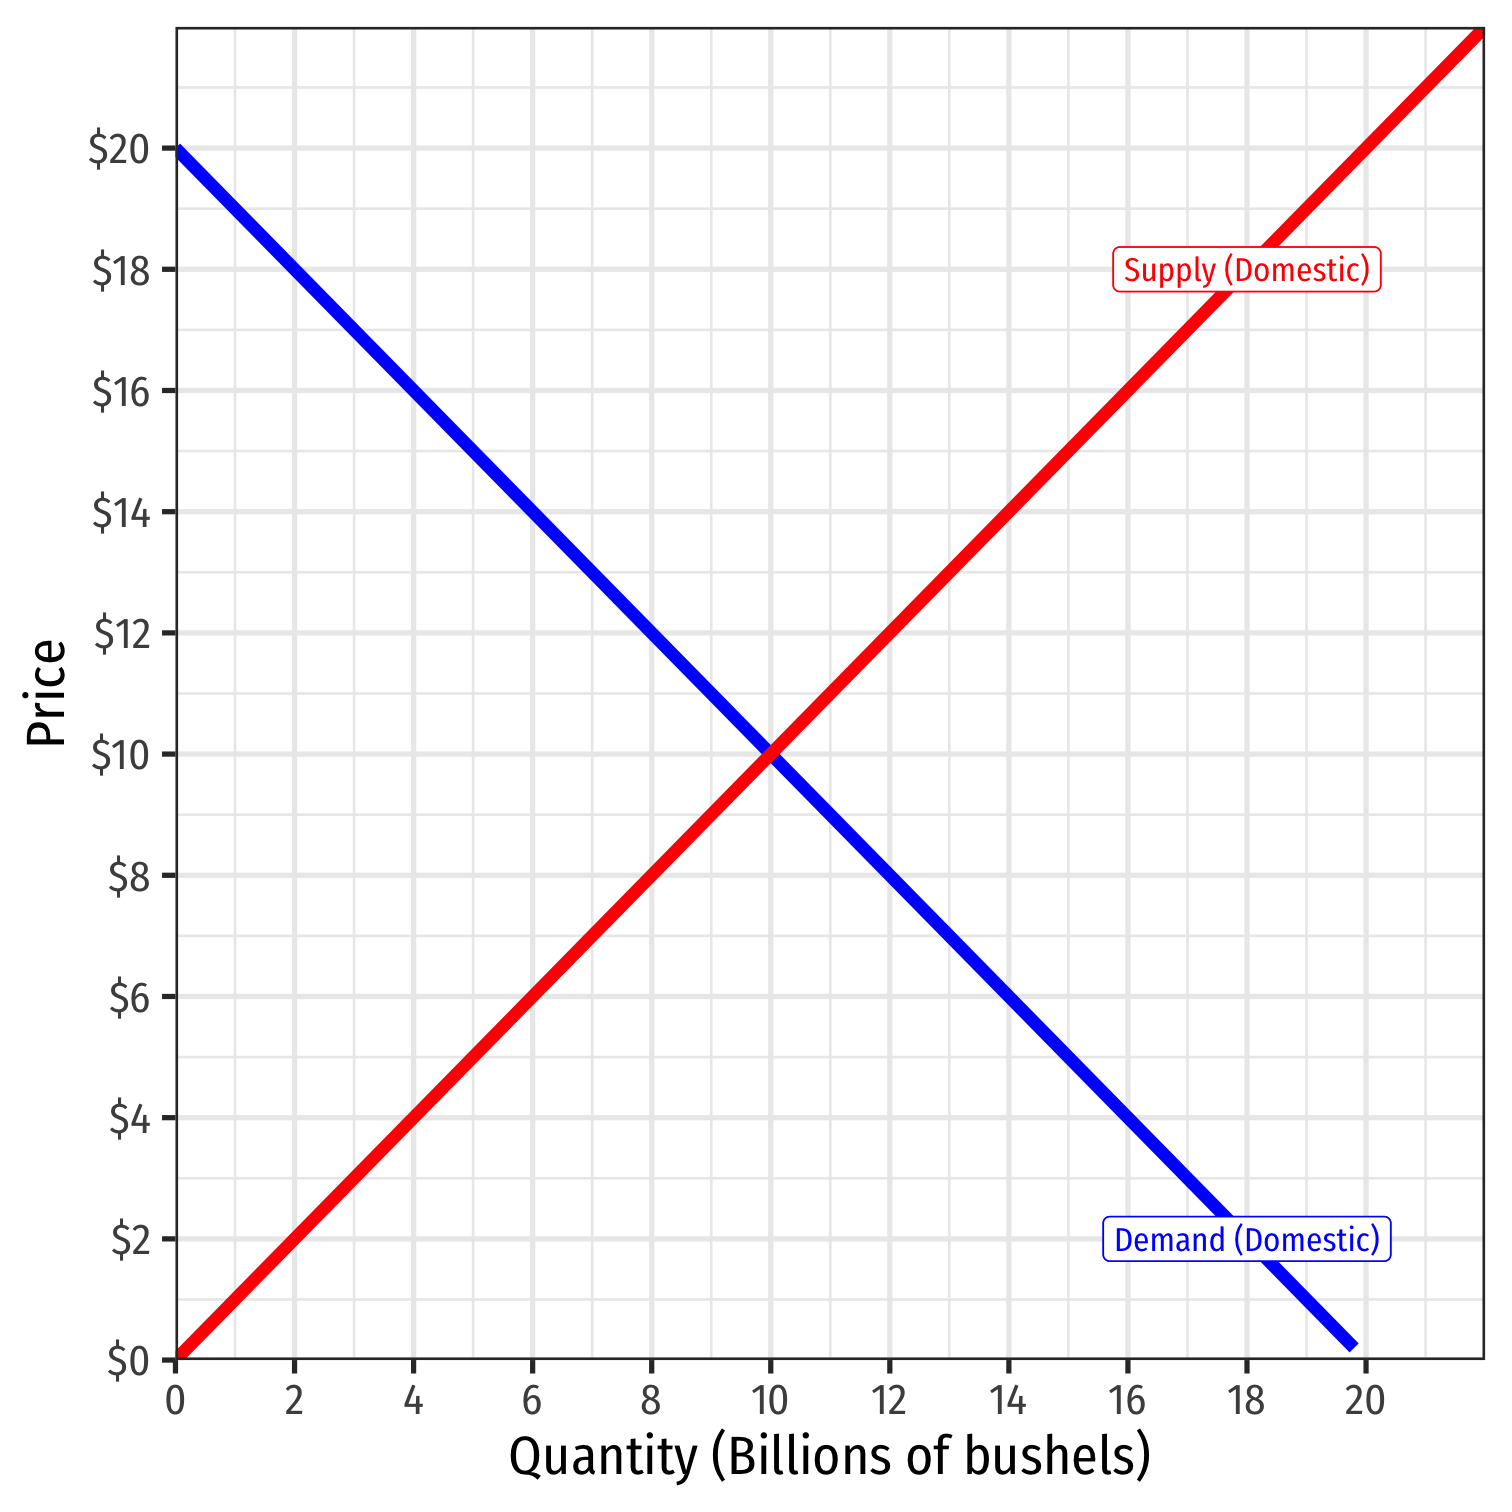 $20
$18
Supply (Domestic)
$16
$14
$12
Price
$10
$8
$6
$4
$2
Demand (Domestic)
$0
0 2 4 6 8 10 12 14 16 18 20
Quantity (Billions of bushels)